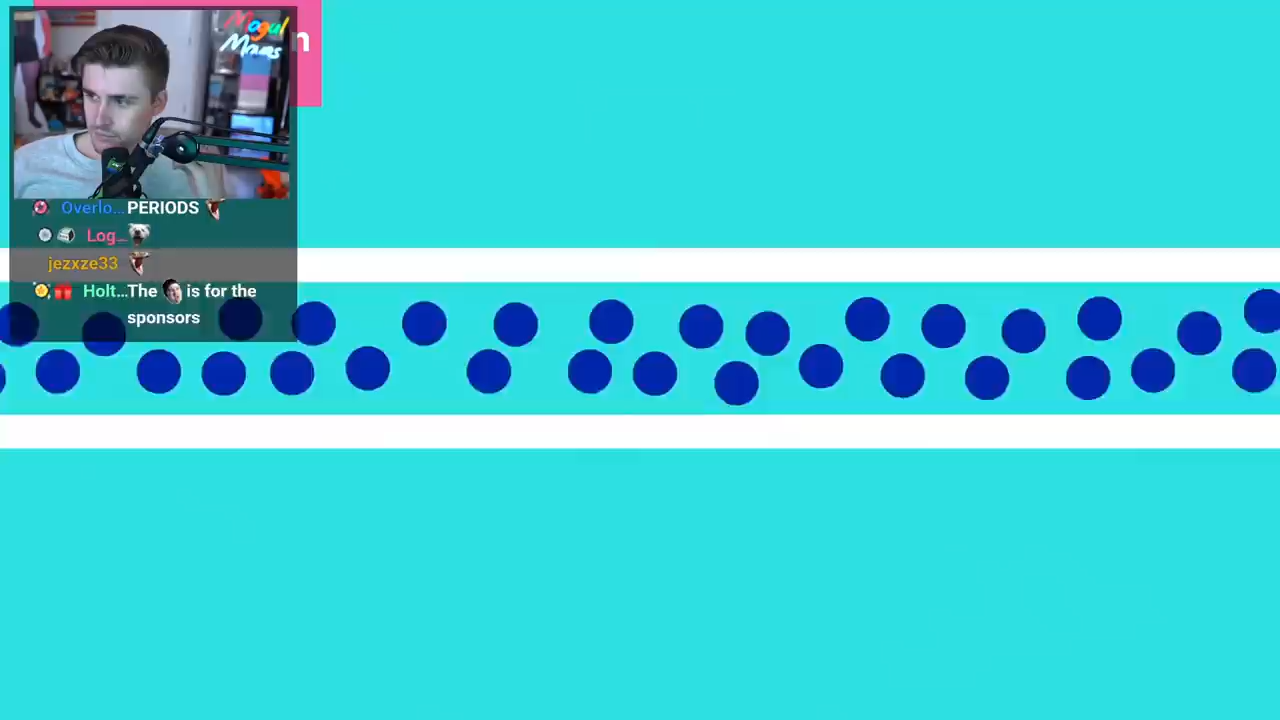 Mogul
Moves
n
Overlo... PERIODS
Log...
jezxze33
Holt... The is for the
sponsors